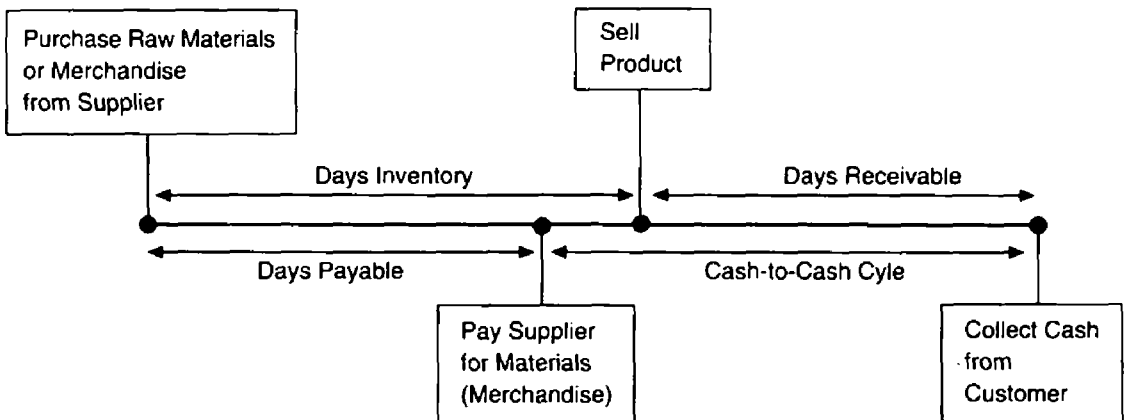 Purchase Raw Materials
or Merchandise
from Supplier
Sell
Product
Days Inventory
Days Receivable
Days Payable
Cash-to-Cash Cyle
Pay Supplier
for Materials
(Merchandise)
Collect Cash
from
Customer